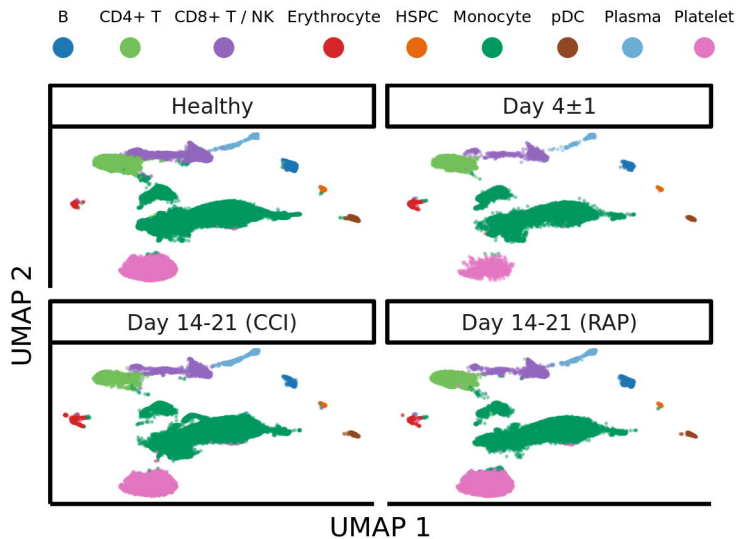 B CD4+ T CD8+ T / NK Erythrocyte HSPC Monocyte pDC Plasma Platelet
Healthy
Day 4±1
UMAP 2
Day 14-21 (CCI)
Day 14-21 (RAP)
UMAP 1